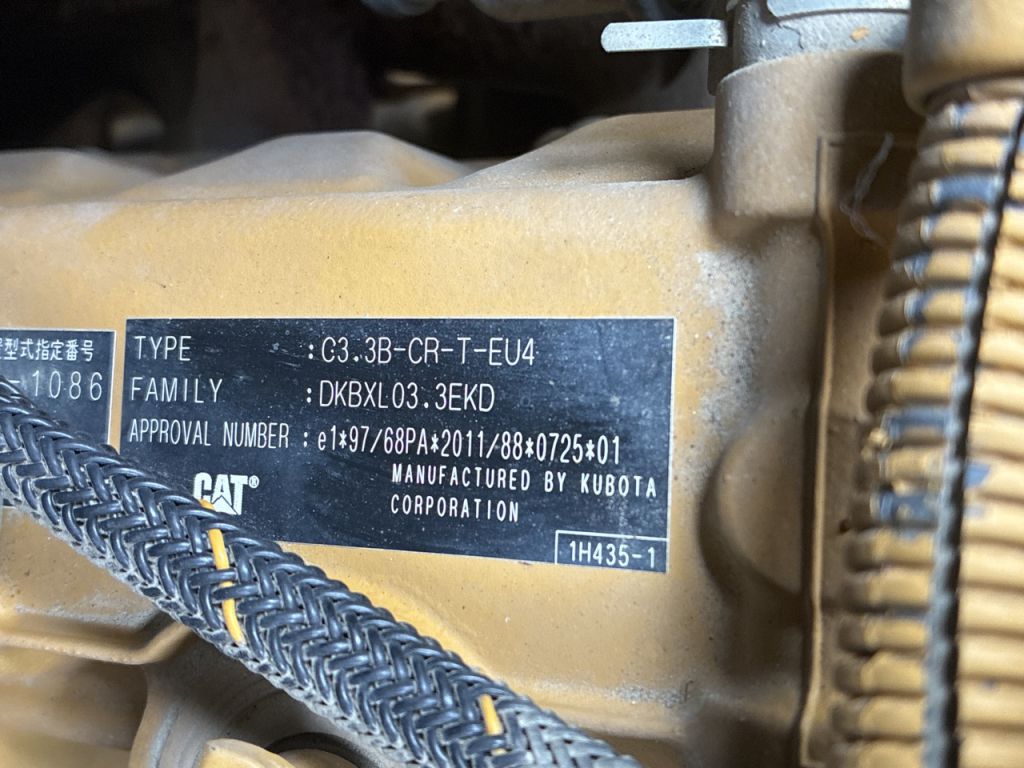 型式指定番号
-1086
TYPE :C3.3B-CR-T-EU4
FAMILY :DKBXL03.3EKD
APPROVAL NUMBER :e1*97/68PA*2011/88*0725*01
MANUFACTURED BY KUBOTA
CORPORATION
CAT®
1H435-1